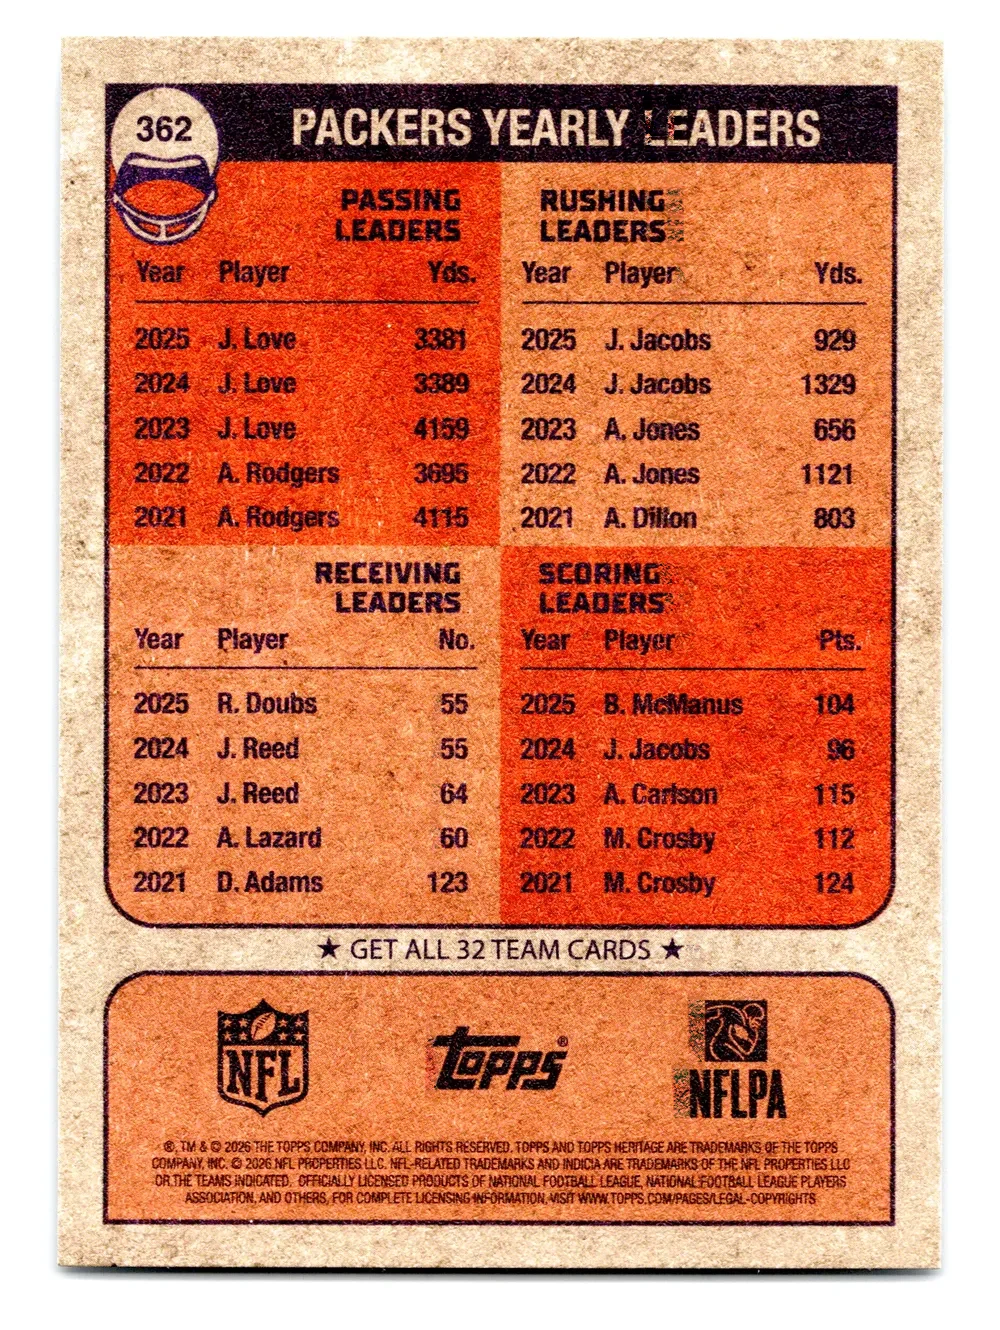 362
PACKERS YEARLY LEADERS
PASSING
LEADERS
Year Player Yds.
2025 J. Love 3381
2024 J. Love 3389
2023 J. Love 4159
2022 A. Rodgers 3695
2021 A. Rodgers 4115
RUSHING
LEADERS
Year Player Yds.
2025 J. Jacobs 929
2024 J. Jacobs 1329
2023 A. Jones 656
2022 A. Jones 1121
2021 A. Dillon 803
RECEIVING
LEADERS
Year Player No.
2025 R. Doubs 55
2024 J. Reed 55
2023 J. Reed 64
2022 A. Lazard 60
2021 D. Adams 123
SCORING
LEADERS
Year Player Pts.
2025 B. McManus 104
2024 J. Jacobs 96
2023 A. Carlson 115
2022 M. Crosby 112
2021 M. Crosby 124
★ GET ALL 32 TEAM CARDS ★
NFL
Topps®
NFLPA
®, TM & © 2026 THE TOPPS COMPANY, INC. ALL RIGHTS RESERVED. TOPPS AND TOPPS HERITAGE ARE TRADEMARKS OF THE TOPPS
COMPANY, INC. © 2026 NFL PROPERTIES LLC. NFL-RELATED TRADEMARKS AND INDICIA ARE TRADEMARKS OF THE NFL PROPERTIES LLC
OR THE TEAMS INDICATED. OFFICIALLY LICENSED PRODUCTS OF NATIONAL FOOTBALL LEAGUE, NATIONAL FOOTBALL LEAGUE PLAYERS
ASSOCIATION, AND OTHERS, FOR COMPLETE LICENSING INFORMATION, VISIT WWW.TOPPS.COM/PAGES/LEGAL-COPYRIGHTS